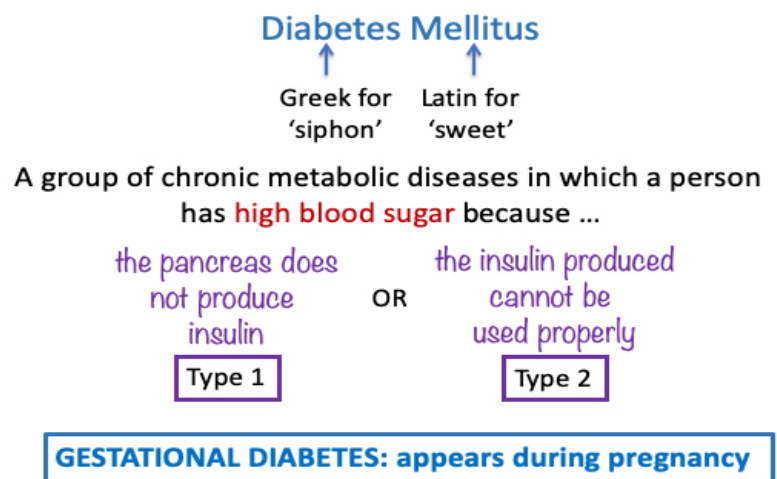 Diabetes Mellitus
Greek for Latin for
‘siphon’ ‘sweet’
A group of chronic metabolic diseases in which a person
has high blood sugar because ...
the pancreas does
not produce
insulin
Type 1
OR
the insulin produced
cannot be
used properly
Type 2
GESTATIONAL DIABETES: appears during pregnancy